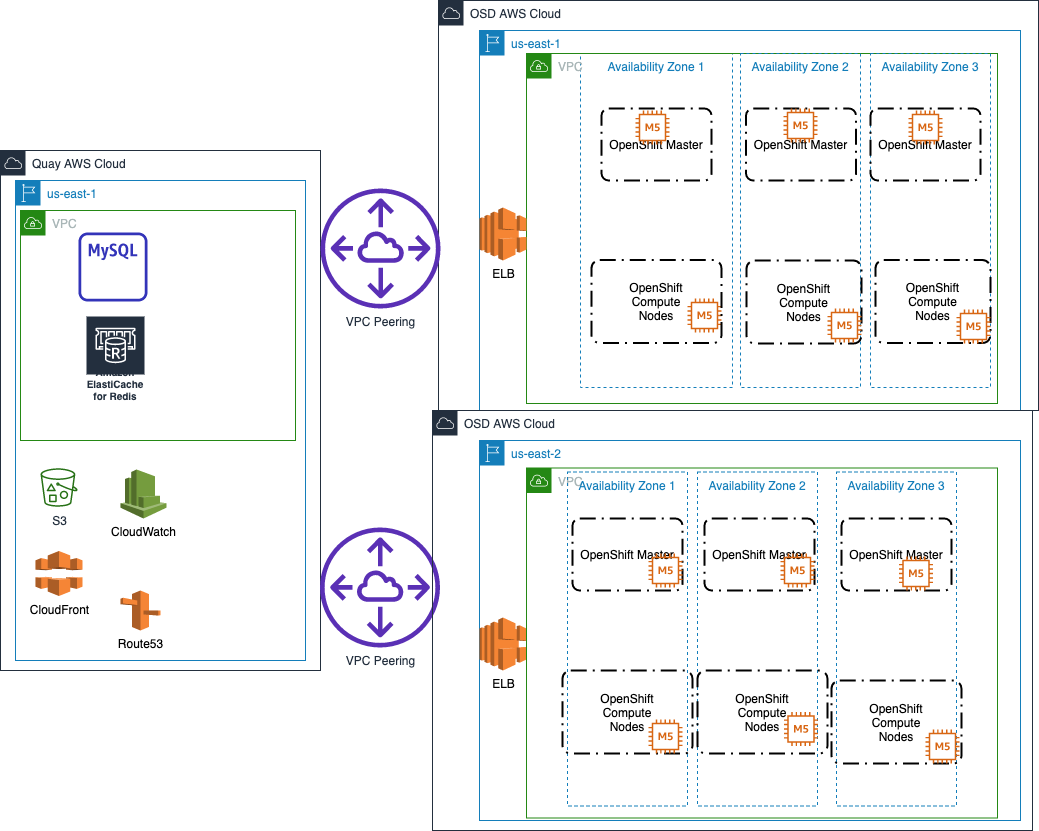 OSD AWS Cloud
us-east-1
VPC
Availability Zone 1
Availability Zone 2
Availability Zone 3
M5
M5
M5
OpenShift Master
OpenShift Master
OpenShift Master
ELB
OpenShift
Compute
Nodes
M5
OpenShift
Compute
Nodes
M5
OpenShift
Compute
Nodes
M5
Quay AWS Cloud
us-east-1
VPC
MySQL
R
Amazon
ElastiCache
for Redis
S3
CloudWatch
CloudFront
Route53
VPC Peering
VPC Peering
OSD AWS Cloud
us-east-2
VPC
Availability Zone 1
Availability Zone 2
Availability Zone 3
OpenShift Master
M5
OpenShift Master
M5
OpenShift Master
M5
ELB
OpenShift
Compute
Nodes
M5
OpenShift
Compute
Nodes
M5
OpenShift
Compute
Nodes
M5